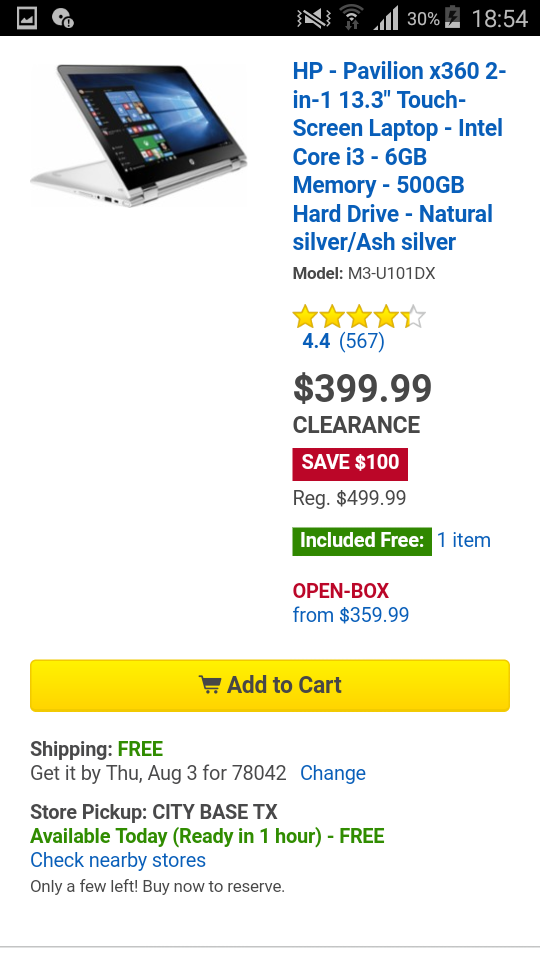 30% 18:54
HP - Pavilion x360 2-
in-1 13.3" Touch-
Screen Laptop - Intel
Core i3 - 6GB
Memory - 500GB
Hard Drive - Natural
silver/Ash silver
Model: M3-U101DX
4.4 (567)
$399.99
CLEARANCE
SAVE $100
Reg. $499.99
Included Free: 1 item
OPEN-BOX
from $359.99
Add to Cart
Shipping: FREE
Get it by Thu, Aug 3 for 78042 Change
Store Pickup: CITY BASE TX
Available Today (Ready in 1 hour) - FREE
Check nearby stores
Only a few left! Buy now to reserve.